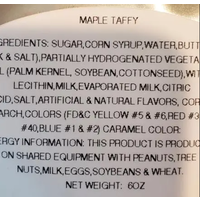 MAPLE TAFFY
GREDIENTS: SUGAR,CORN SYRUP,WATER,BUTT
K & SALT),PARTIALLY HYDROGENATED VEGETA
L (PALM KERNEL, SOYBEAN,COTTONSEED),WIT
LECITHIN,MILK,EVAPORATED MILK,CITRIC
CID,SALT,ARTIFICIAL & NATURAL FLAVORS, COR
ARCH,COLORS (FD&C YELLOW #5 & #6,RED #3
#40,BLUE #1 & #2) CARAMEL COLOR:
ERGY INFORMATION: THIS PRODUCT IS PRODUC
ON SHARED EQUIPMENT WITH PEANUTS,TREE
NUTS,MILK,EGGS,SOYBEANS & WHEAT.
NET WEIGHT: 6OZ